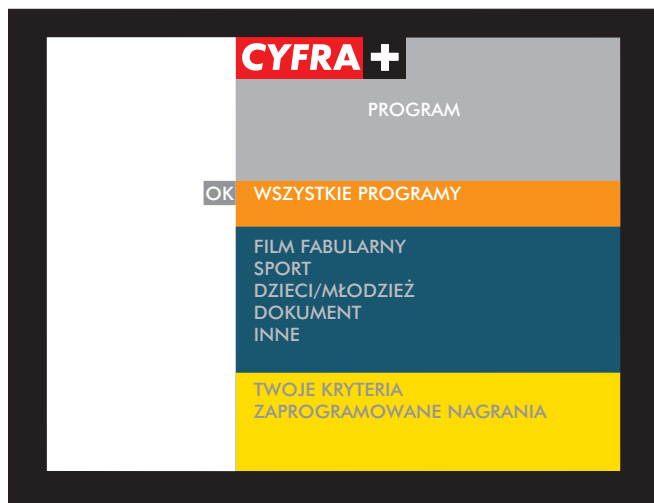 CYFRA +
PROGRAM
OK WSZYSTKIE PROGRAMY
FILM FABULARNY
SPORT
DZIECI/MŁODZIEŻ
DOKUMENT
INNE
TWOJE KRYTERIA
ZAPROGRAMOWANE NAGRANIA